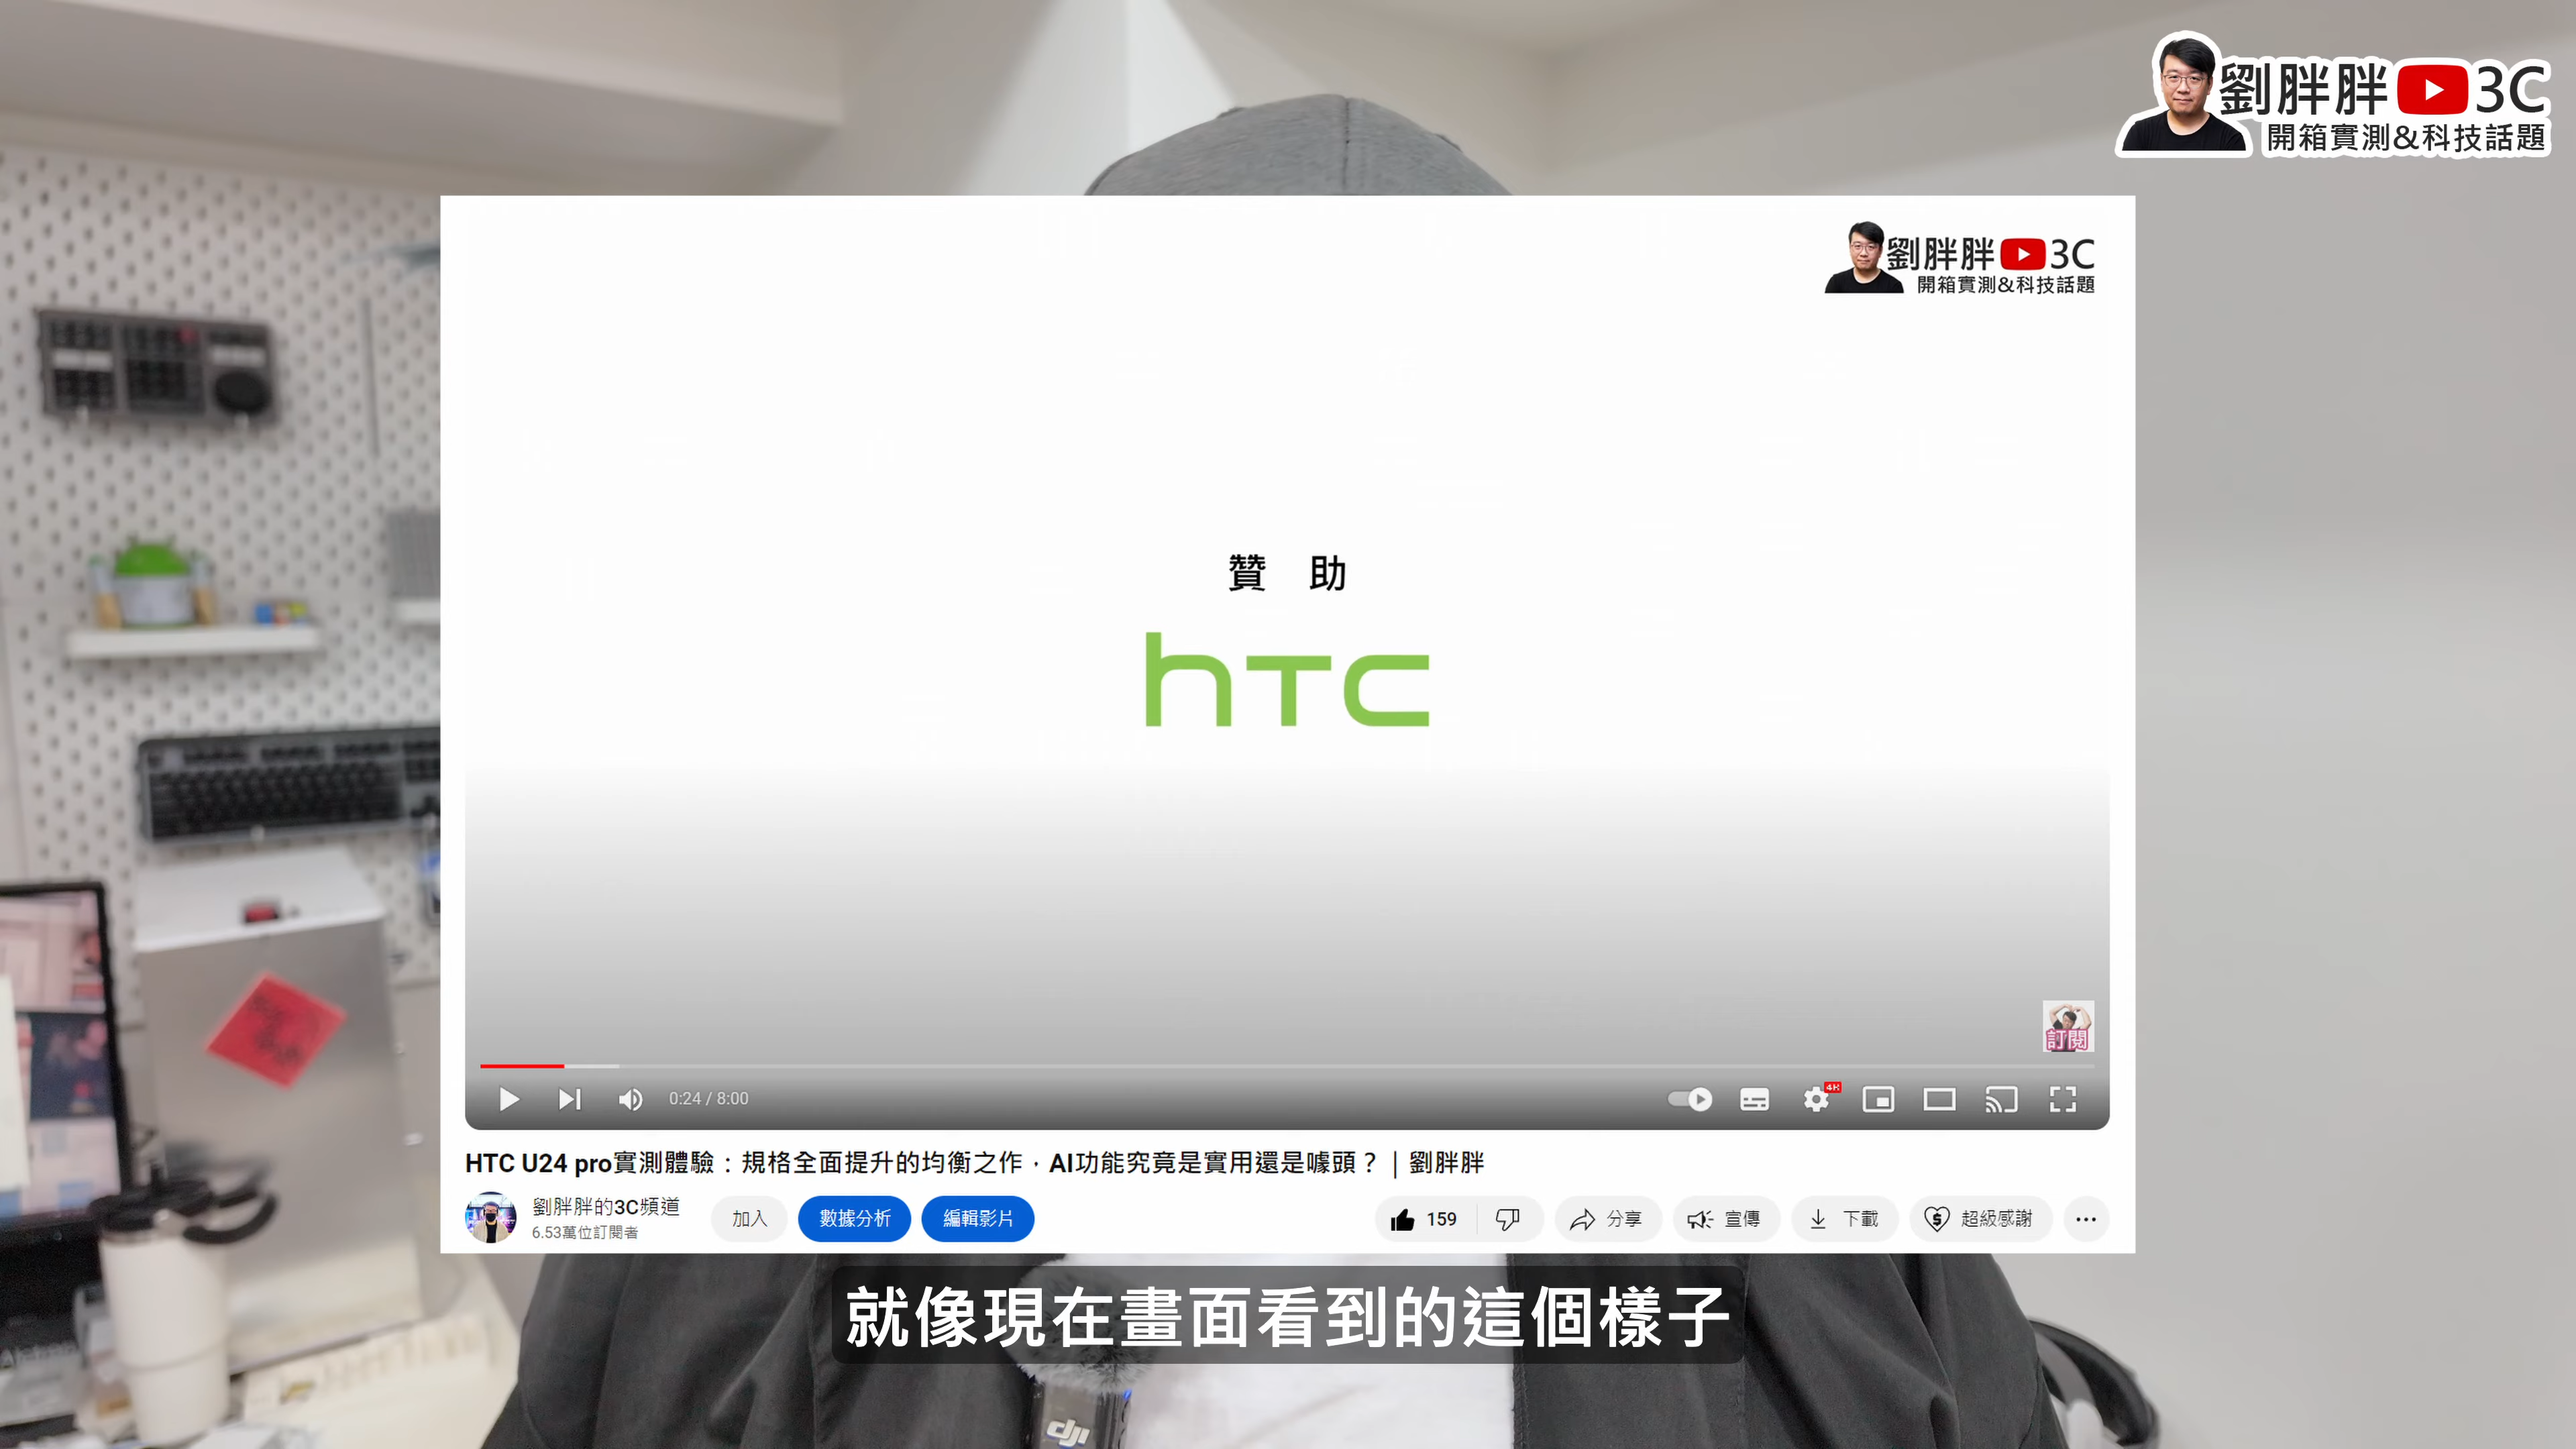 劉胖胖 3C
開箱實測&科技話題
劉胖胖 3C
開箱實測&科技話題
贊 助
hTC
訂閱
0:24 / 8:00
4K
HTC U24 pro實測體驗：規格全面提升的均衡之作，AI功能究竟是實用還是噱頭？｜劉胖胖
劉胖胖的3C頻道
6.53萬位訂閱者
加入
數據分析
編輯影片
159
分享
宣傳
下載
超級感謝
就像現在畫面看到的這個樣子
dji